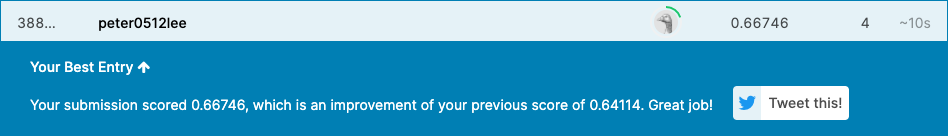 388... peter0512lee 0.66746 4 ~10s
Your Best Entry ↑
Your submission scored 0.66746, which is an improvement of your previous score of 0.64114. Great job! Tweet this!